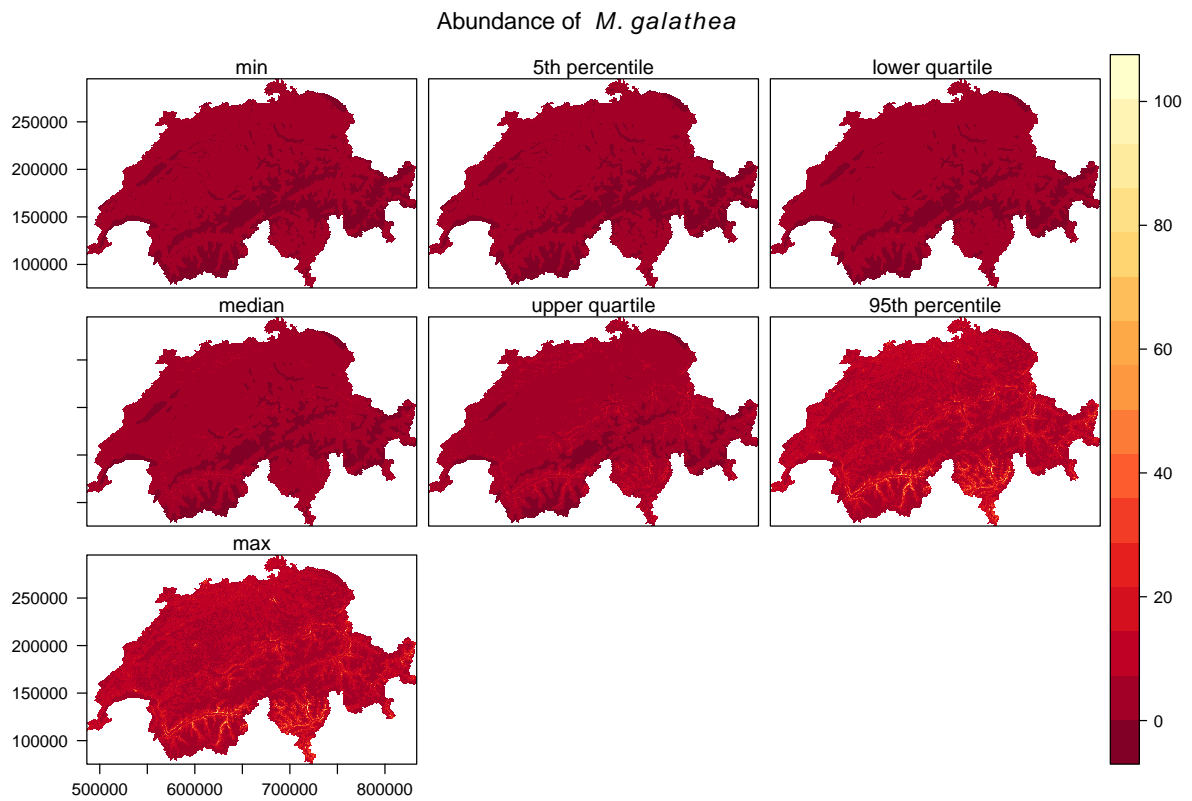 Abundance of M. galathea
min
5th percentile
lower quartile
250000
200000
150000
100000
median
upper quartile
95th percentile
max
250000
200000
150000
100000
500000
600000
700000
800000
100
80
60
40
20
0